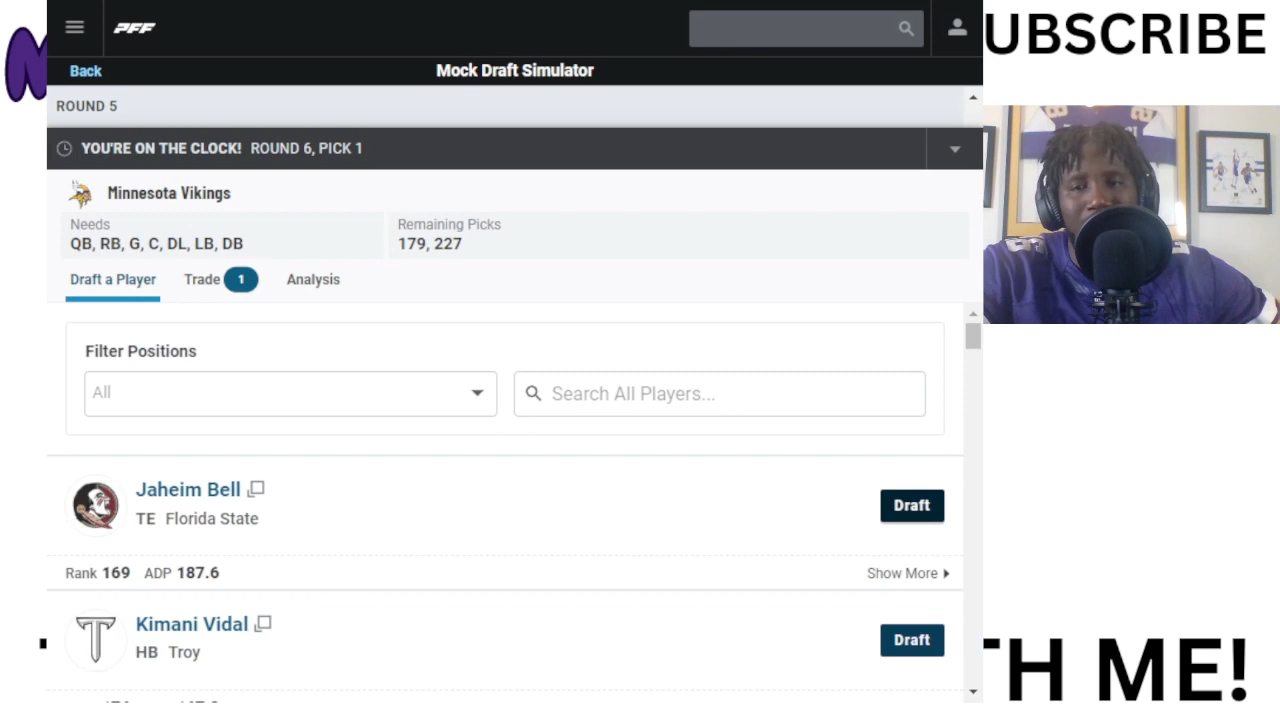 PFF
UBSCRIBE
Back
Mock Draft Simulator
ROUND 5
YOU'RE ON THE CLOCK! ROUND 6, PICK 1
Minnesota Vikings
Needs
QB, RB, G, C, DL, LB, DB
Remaining Picks
179, 227
Draft a Player
Trade 1
Analysis
Filter Positions
All
Search All Players...
Jaheim Bell
TE Florida State
Draft
Rank 169 ADP 187.6
Show More
Kimani Vidal
HB Troy
Draft
TH ME!